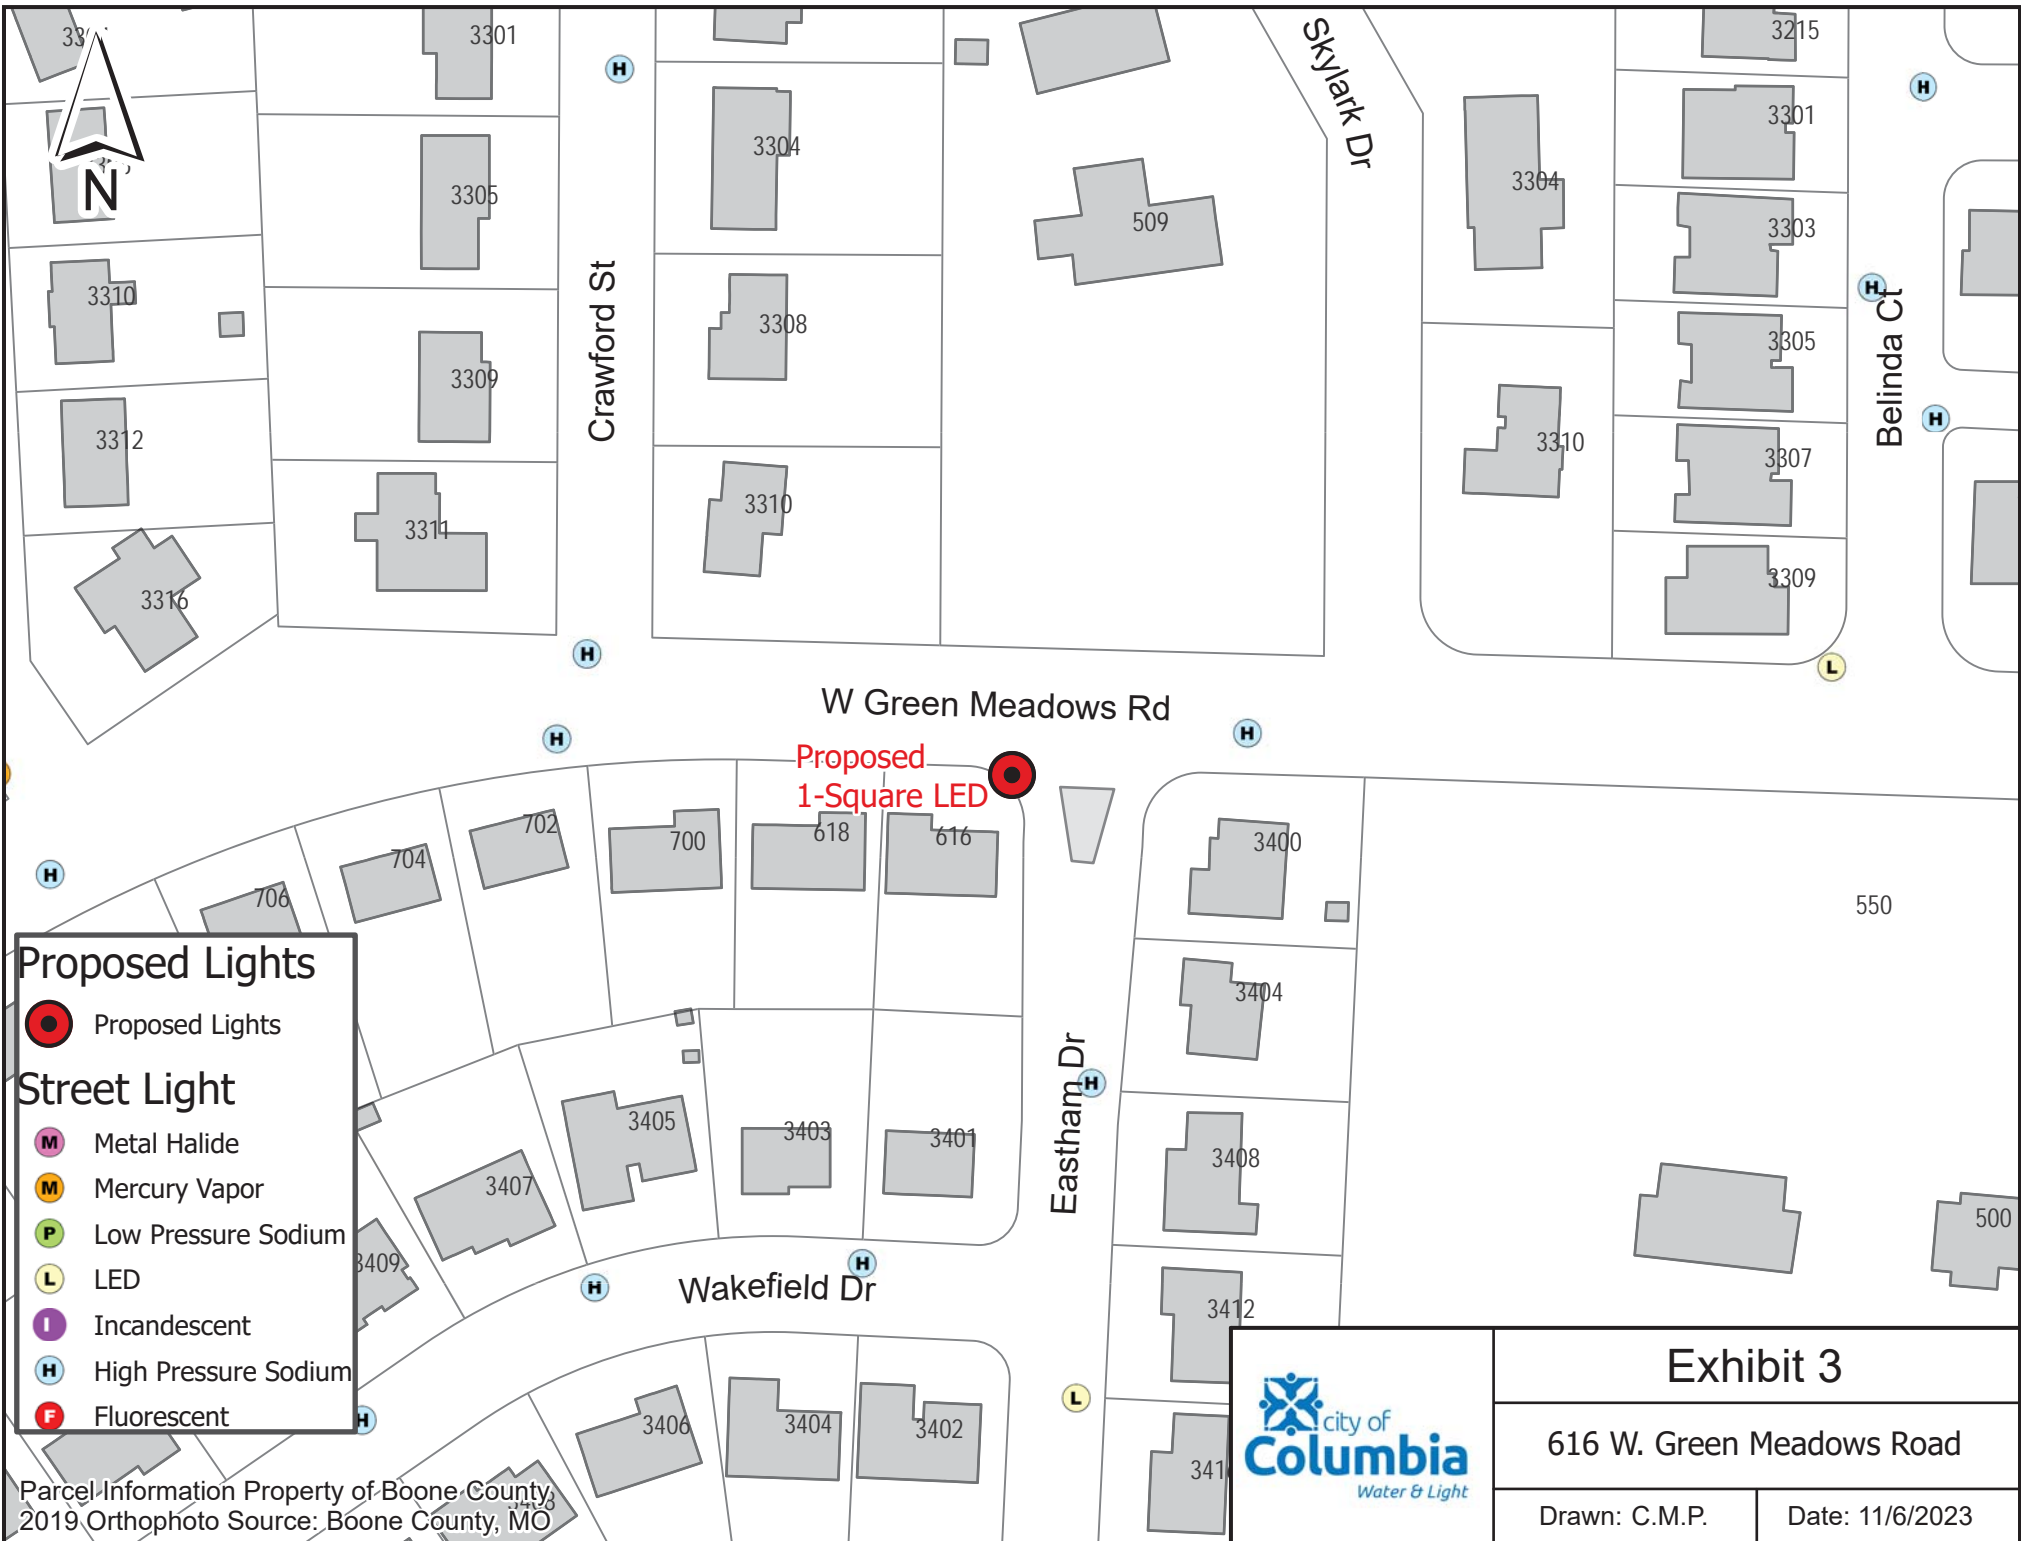 3301
3215
Skylark Dr
H
H
3304
3301
3304
N
3305
509
3303
3310
H
3308
3305
Crawford St
Belinda Ct
3309
H
3312
3310
3307
3310
3311
3309
3316
H
L
W Green Meadows Rd
H
H
Proposed
1-Square LED
702
700
618
616
3400
704
H
706
550
3404
Eastham Dr
H
3405
3403
3401
3408
3407
500
3409
H
H
Wakefield Dr
3412
L
3406
3404
3402
H
Proposed Lights
Proposed Lights
Street Light
M Metal Halide
M Mercury Vapor
P Low Pressure Sodium
L LED
I Incandescent
H High Pressure Sodium
F Fluorescent
Parcel Information Property of Boone County,
2019 Orthophoto Source: Boone County, MO
city of
Columbia
Water & Light
Exhibit 3
616 W. Green Meadows Road
Drawn: C.M.P.
Date: 11/6/2023